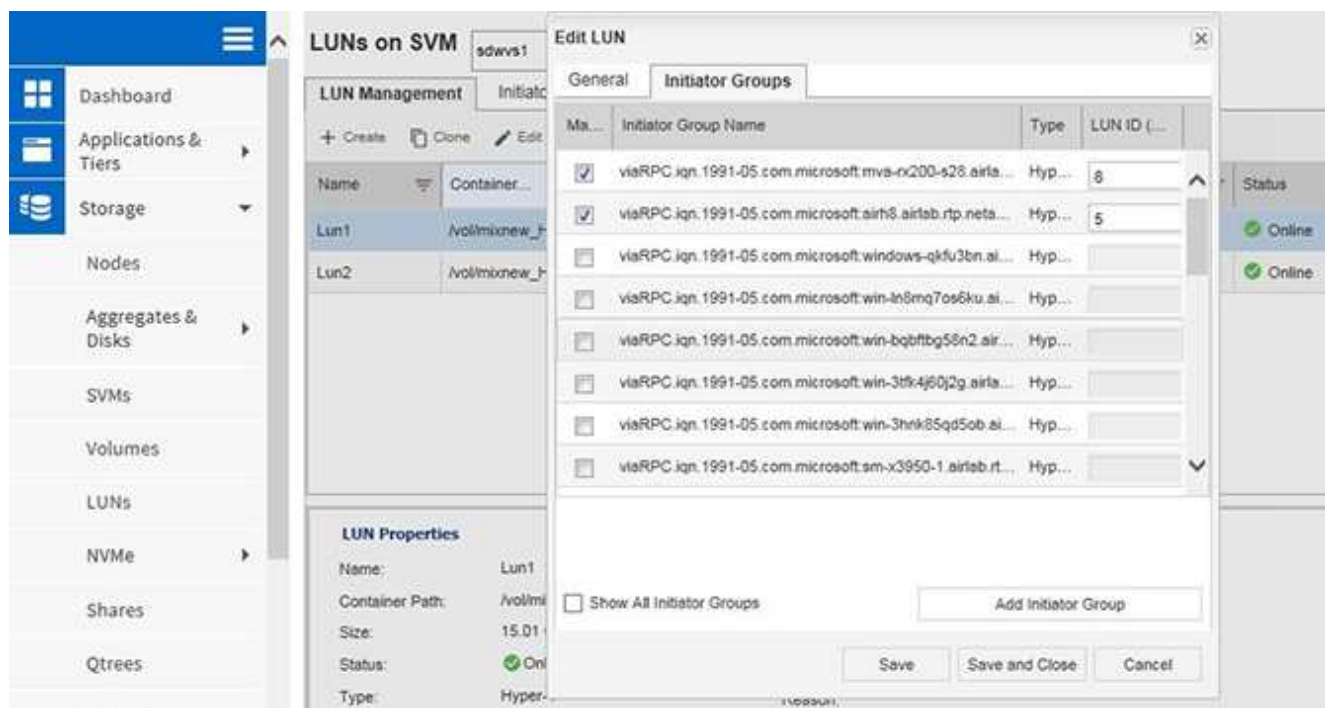 Dashboard
Applications &
Tiers
Storage
Nodes
Aggregates &
Disks
SVMs
Volumes
LUNs
NVMe
Shares
Qtrees
LUNs on SVM
sdwvs1
LUN Management
Initiato
+ Create
Clone
Edit
Name
Container...
Status
Lun1
/vol/mixnew_H
Online
Lun2
/vol/mixnew_H
Online
LUN Properties
Name:
Lun1
Container Path:
/vol/mi
Size:
15.01
Status:
Onl
Type:
Hyper-
Reason:
Edit LUN
General
Initiator Groups
Ma...
Initiator Group Name
Type
LUN ID (...
viaRPC.iqn.1991-05.com.microsoft:mva-rx200-s28.airla...
Hyp...
8
viaRPC.iqn.1991-05.com.microsoft:airh8.airlab.rtp.neta...
Hyp...
5
viaRPC.iqn.1991-05.com.microsoft:windows-qkfu3bn.ai...
Hyp...
viaRPC.iqn.1991-05.com.microsoft:win-ln8mq7os6ku.ai...
Hyp...
viaRPC.iqn.1991-05.com.microsoft:win-bqbftbg58n2.air...
Hyp...
viaRPC.iqn.1991-05.com.microsoft:win-3tfk4j60j2g.airla...
Hyp...
viaRPC.iqn.1991-05.com.microsoft:win-3hnk85qd5ob.ai...
Hyp...
viaRPC.iqn.1991-05.com.microsoft:sm-x3950-1.airlab.rt...
Hyp...
Show All Initiator Groups
Add Initiator Group
Save
Save and Close
Cancel